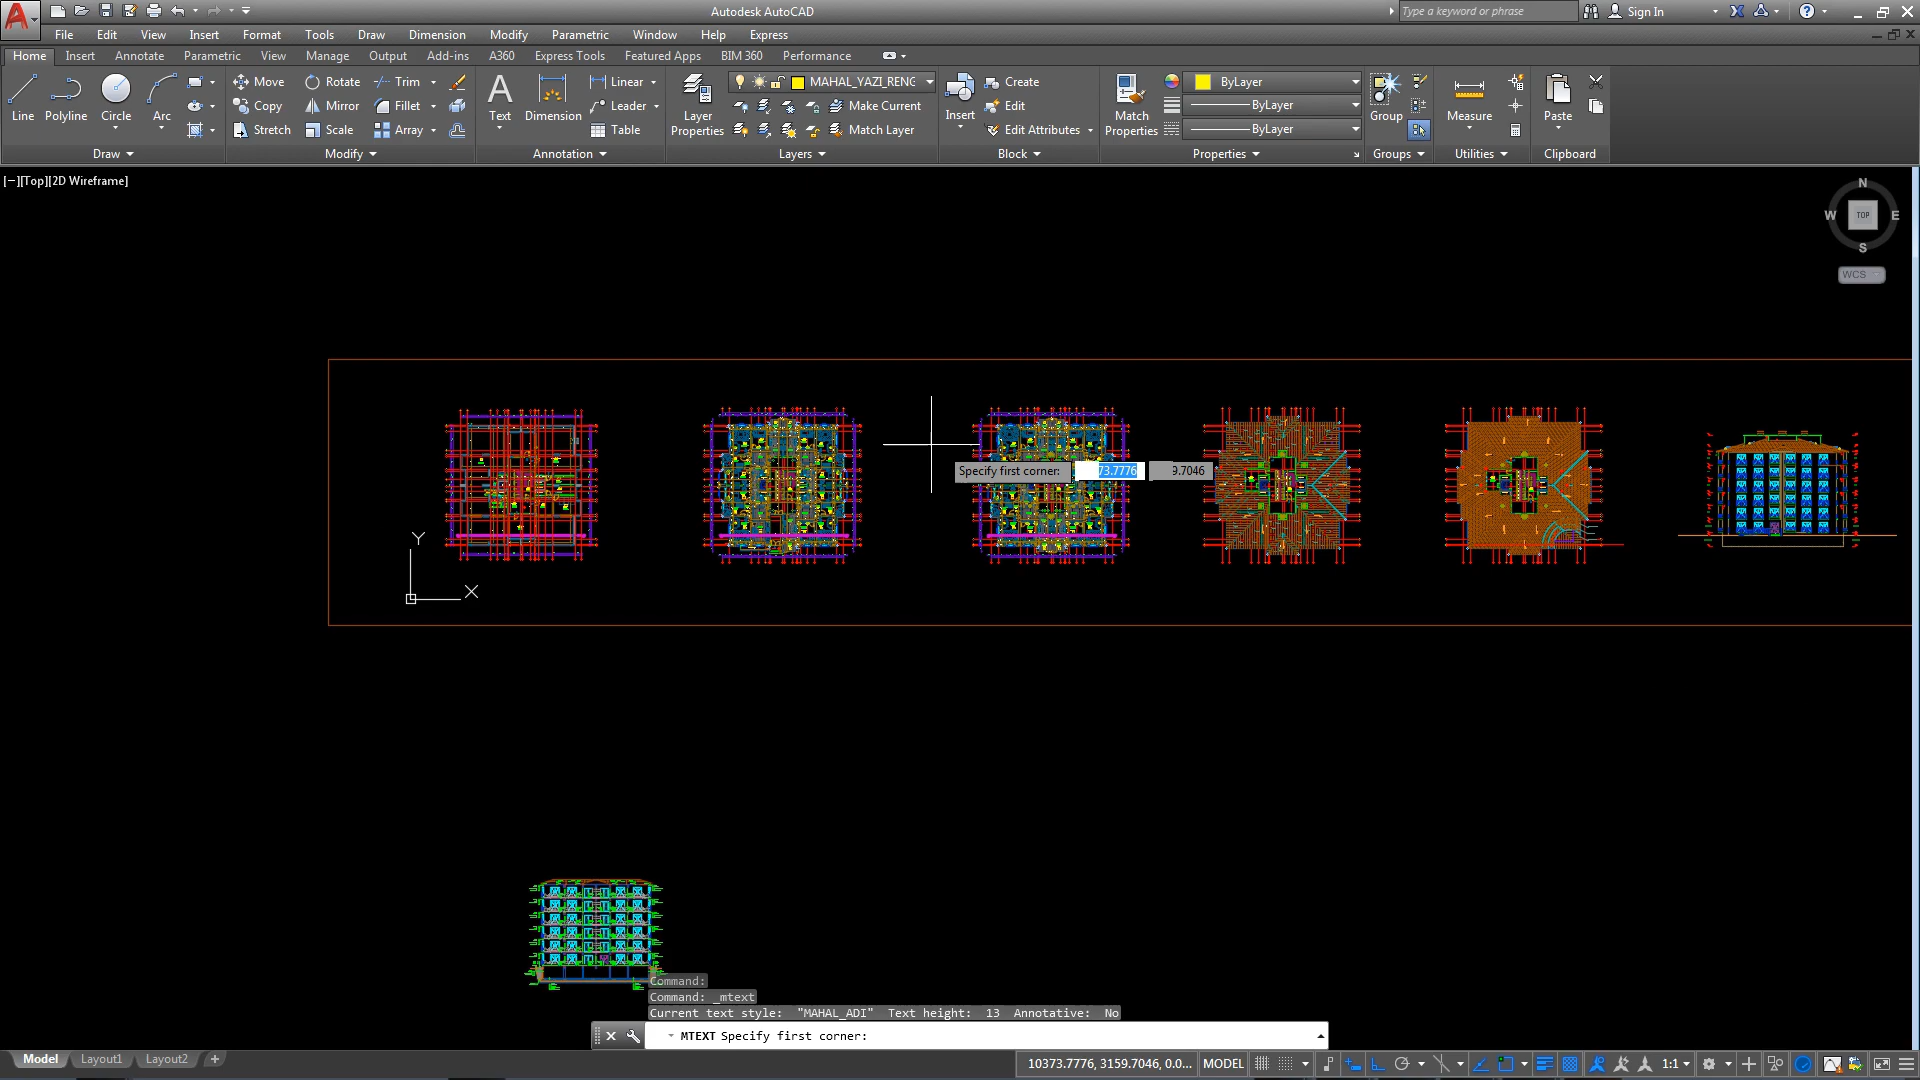 Autodesk AutoCAD
Type a keyword or phrase
Sign In
File Edit View Insert Format Tools Draw Dimension Modify Parametric Window Help Express
Home Insert Annotate Parametric View Manage Output Add-ins A360 Express Tools Featured Apps BIM 360 Performance
Line Polyline Circle Arc
Draw
Move Rotate Trim
Copy Mirror Fillet
Stretch Scale Array
Modify
Text Dimension
Linear
Leader
Table
Annotation
Layer Properties
MAHAL_YAZI_RENG
Make Current
Match Layer
Layers
Insert
Create
Edit
Edit Attributes
Block
Match Properties
ByLayer
ByLayer
ByLayer
Properties
Group
Groups
Measure
Utilities
Paste
Clipboard
[−][Top][2D Wireframe]
N
W TOP E
S
WCS
Specify first corner: 73.7776 9.7046
Y
X
Command:
Command: _mtext
Current text style: "MAHAL_ADI" Text height: 13 Annotative: No
MTEXT Specify first corner:
Model Layout1 Layout2 +
10373.7776, 3159.7046, 0.0... MODEL 1:1